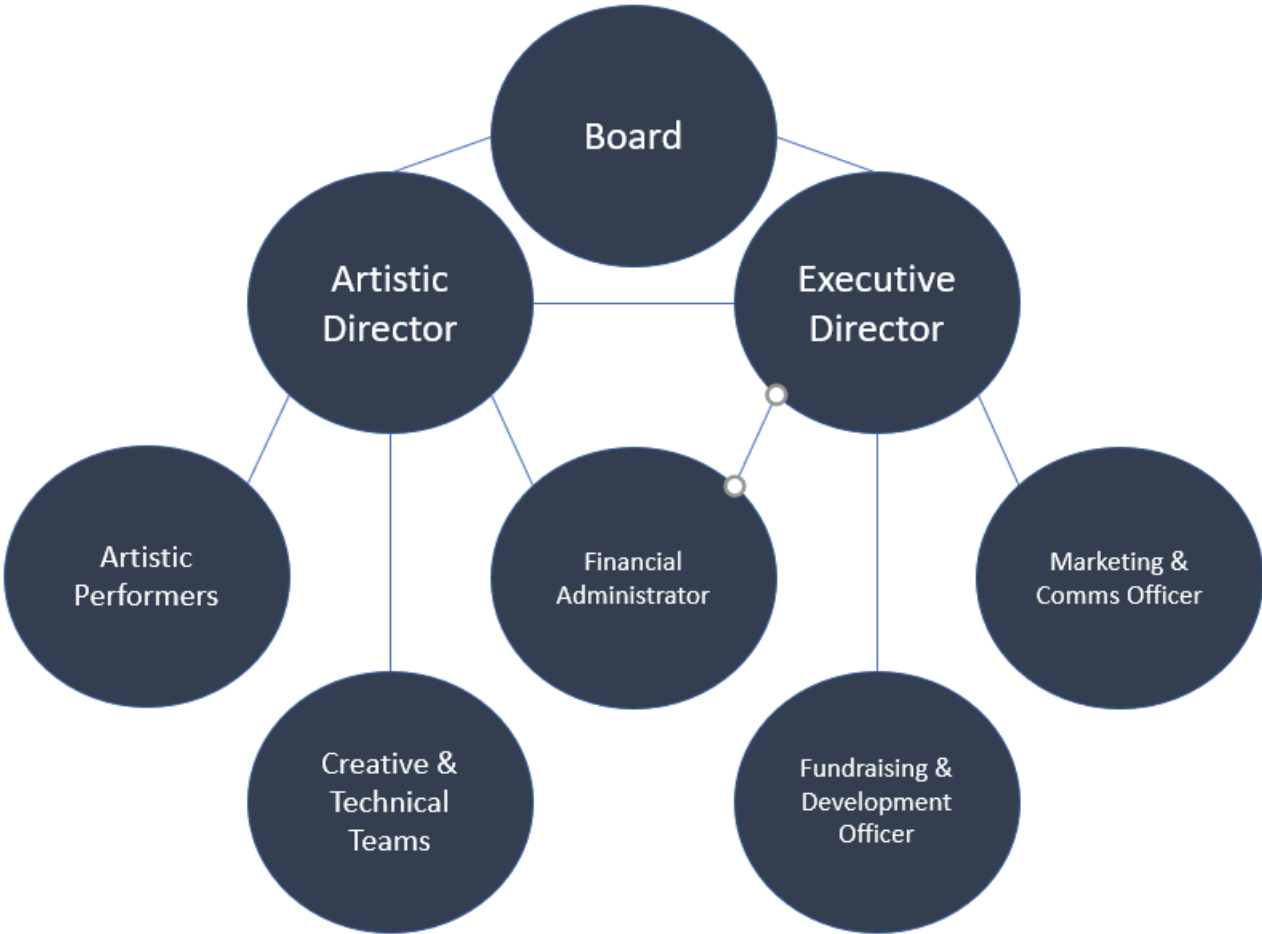 Board
Artistic
Director
Executive
Director
Artistic
Performers
Financial
Administrator
Marketing &
Comms Officer
Creative &
Technical
Teams
Fundraising &
Development
Officer